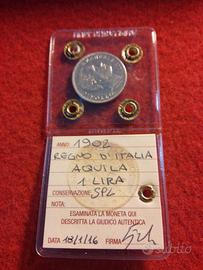 ANNO: 1902
REGNO D'ITALIA
AQUILA
1 LIRA
CONSERVAZIONE: SPL
NOTA:
ESAMINATA LA MONETA QUI
DESCRITTA LA GIUDICO AUTENTICA
DATA 18/1/16 FIRMA
subito